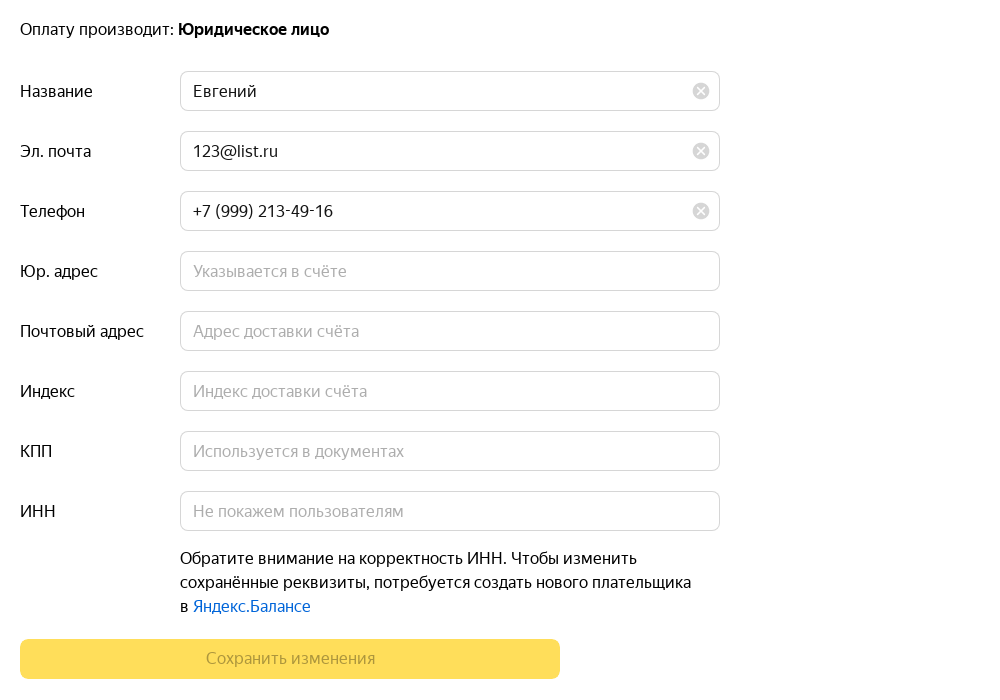 Оплату производит: Юридическое лицо
Название
Евгений
Эл. почта
123@list.ru
Телефон
+7 (999) 213-49-16
Юр. адрес
Указывается в счёте
Почтовый адрес
Адрес доставки счёта
Индекс
Индекс доставки счёта
КПП
Используется в документах
ИНН
Не покажем пользователям
Обратите внимание на корректность ИНН. Чтобы изменить
сохранённые реквизиты, потребуется создать нового плательщика
в Яндекс.Балансе
Сохранить изменения